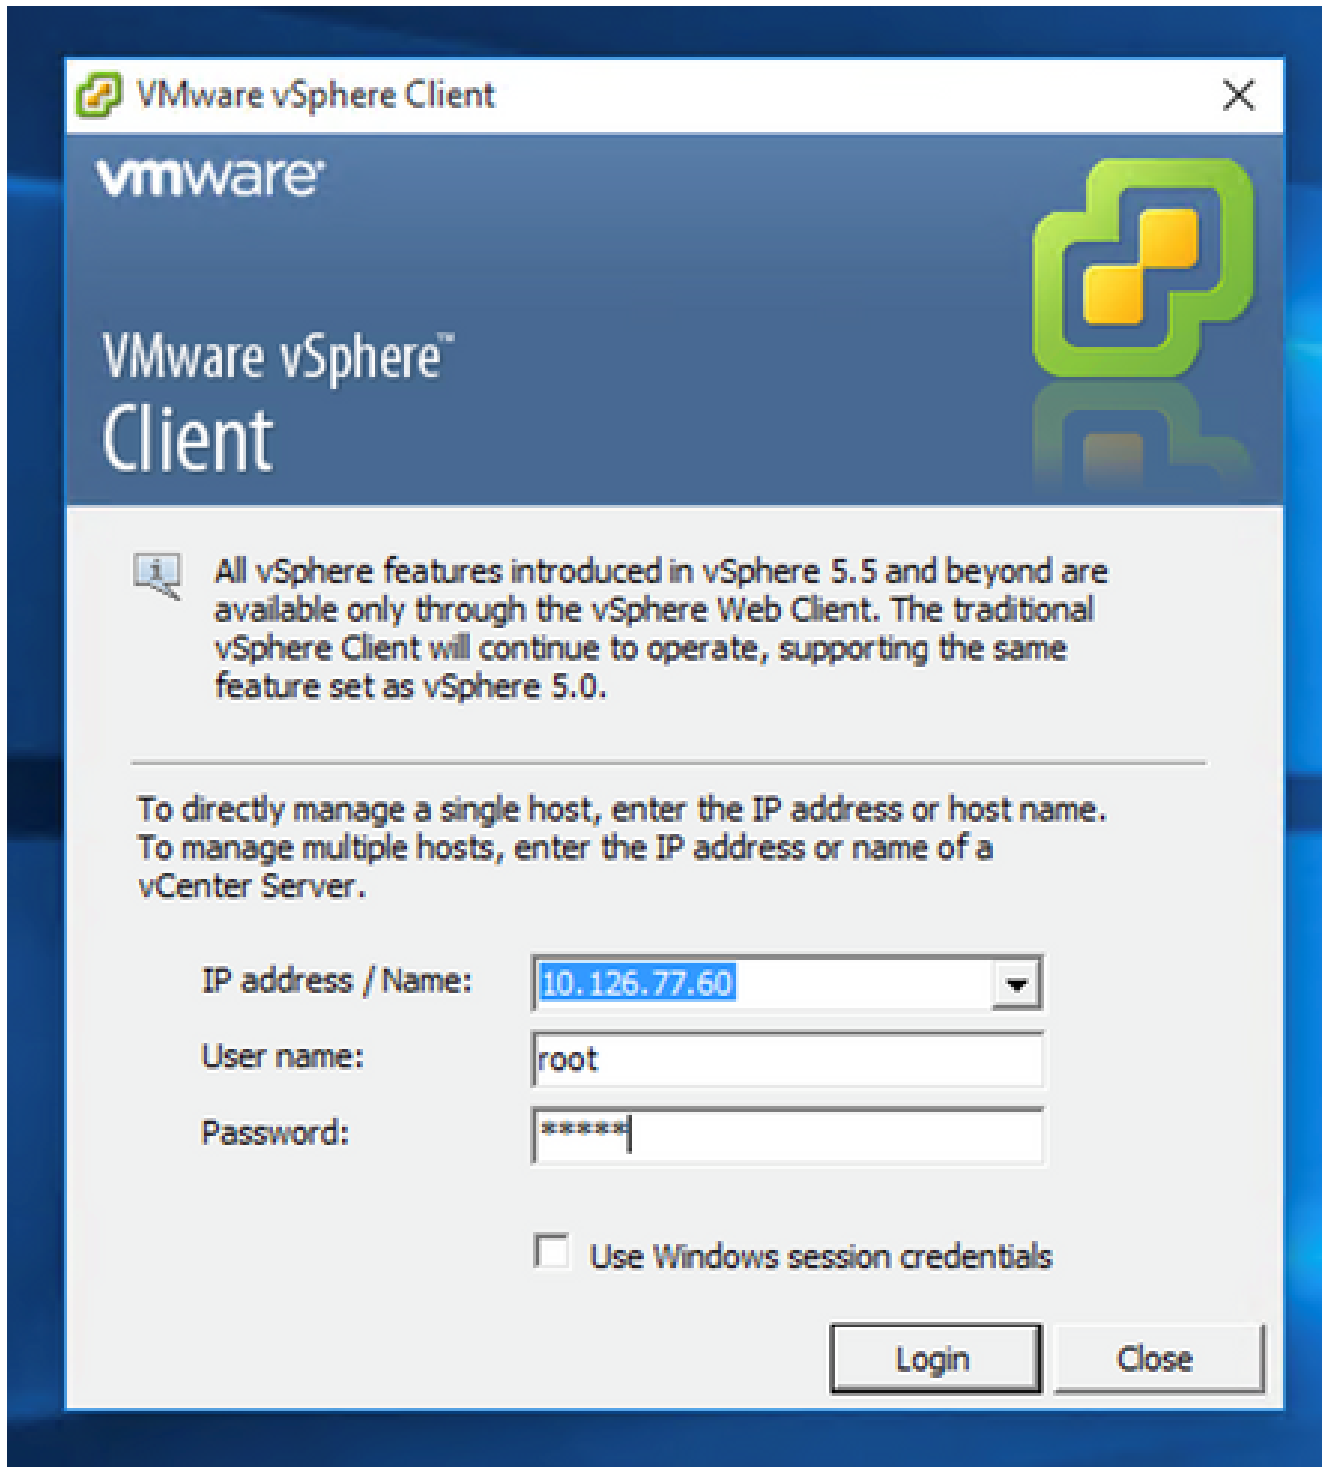 VMware vSphere Client
vmware
VMware vSphere™
Client
All vSphere features introduced in vSphere 5.5 and beyond are
available only through the vSphere Web Client. The traditional
vSphere Client will continue to operate, supporting the same
feature set as vSphere 5.0.
To directly manage a single host, enter the IP address or host name.
To manage multiple hosts, enter the IP address or name of a
vCenter Server.
IP address / Name: 10.126.77.60
User name: root
Password: *****
Use Windows session credentials
Login Close